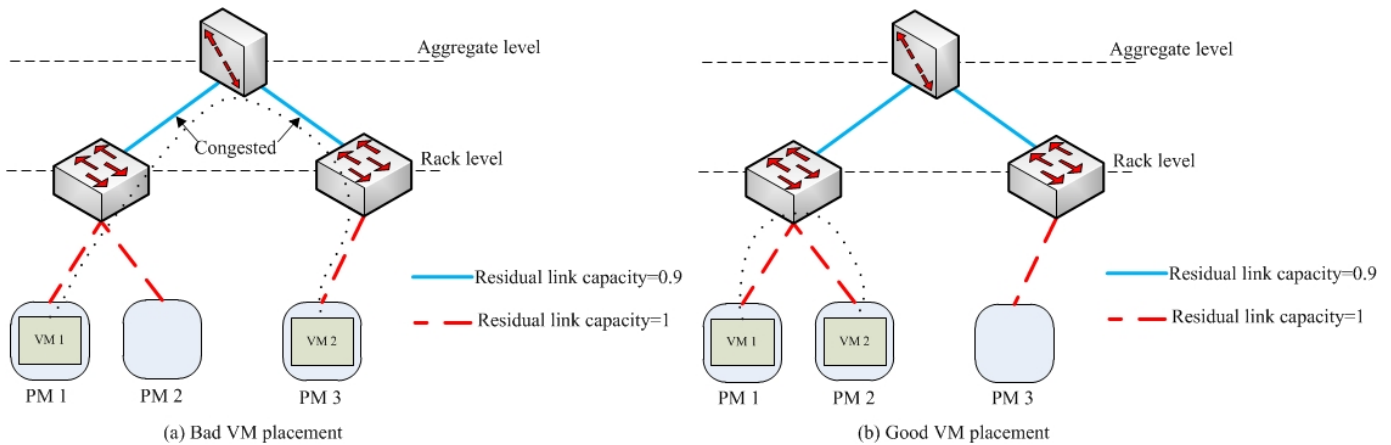 Aggregate level
Congested
Rack level
Residual link capacity=0.9
Residual link capacity=1
VM 1
VM 2
PM 1
PM 2
PM 3
(a) Bad VM placement
Aggregate level
Rack level
Residual link capacity=0.9
Residual link capacity=1
VM 1
VM 2
PM 1
PM 2
PM 3
(b) Good VM placement